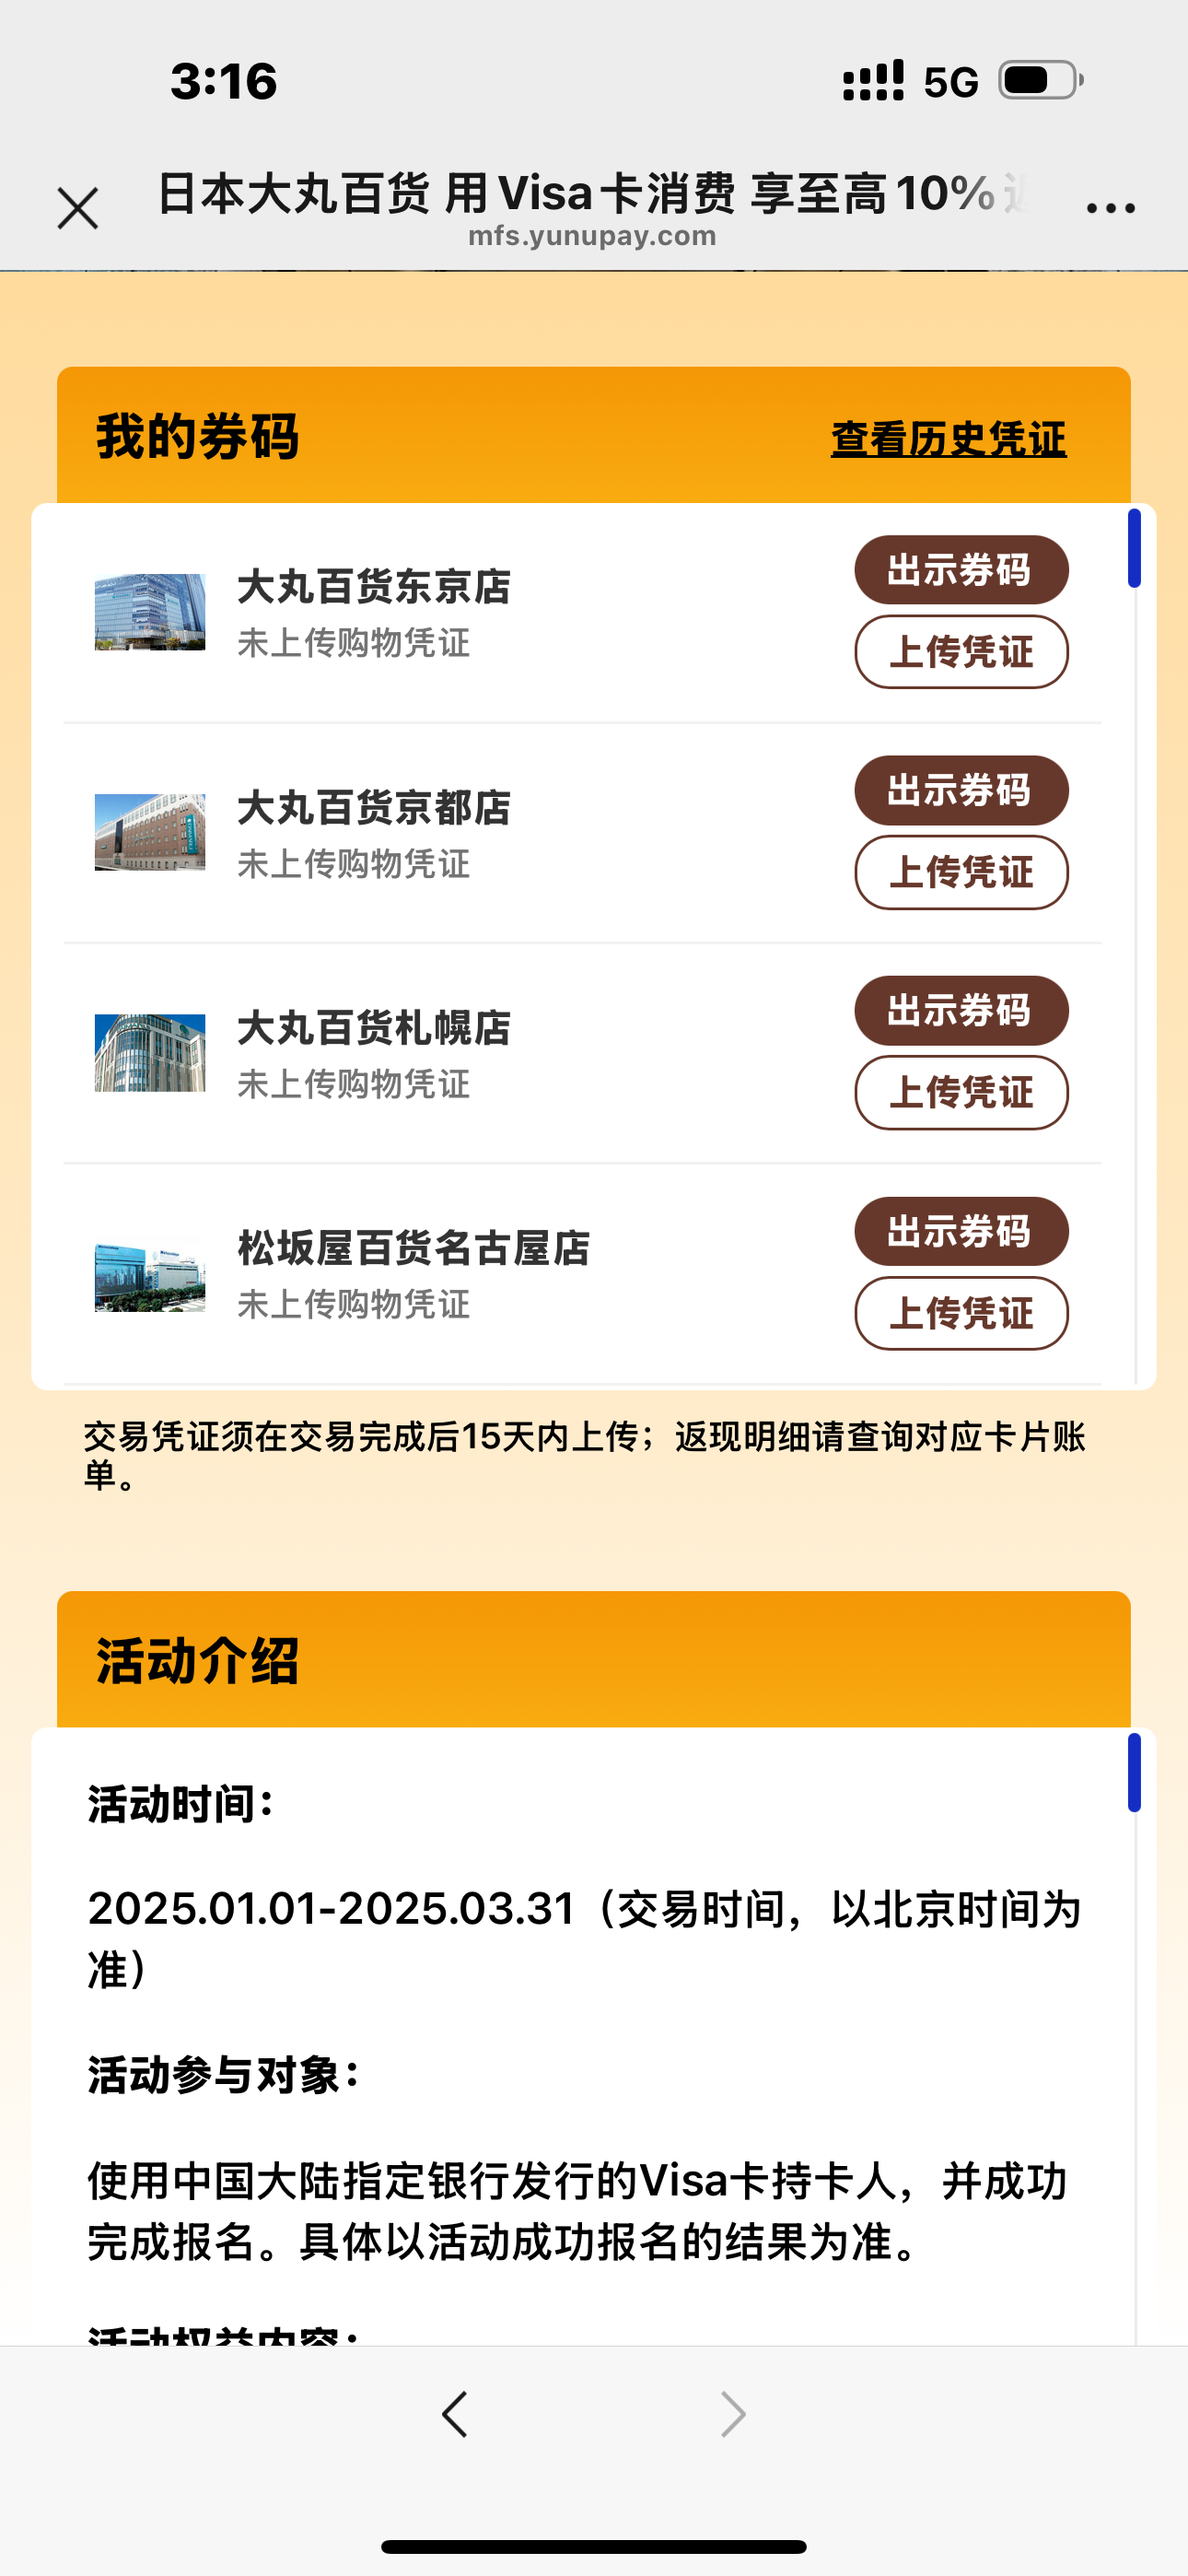 3:16
5G
日本大丸百货 用Visa卡消费 享至高10%
mfs.yunupay.com
我的券码
查看历史凭证
大丸百货东京店
未上传购物凭证
出示券码
上传凭证
大丸百货京都店
未上传购物凭证
出示券码
上传凭证
大丸百货札幌店
未上传购物凭证
出示券码
上传凭证
松坂屋百货名古屋店
未上传购物凭证
出示券码
上传凭证
交易凭证须在交易完成后15天内上传；返现明细请查询对应卡片账
单。
活动介绍
活动时间：
2025.01.01-2025.03.31（交易时间，以北京时间为
准）
活动参与对象：
使用中国大陆指定银行发行的Visa卡持卡人，并成功
完成报名。具体以活动成功报名的结果为准。
活动权益内容：